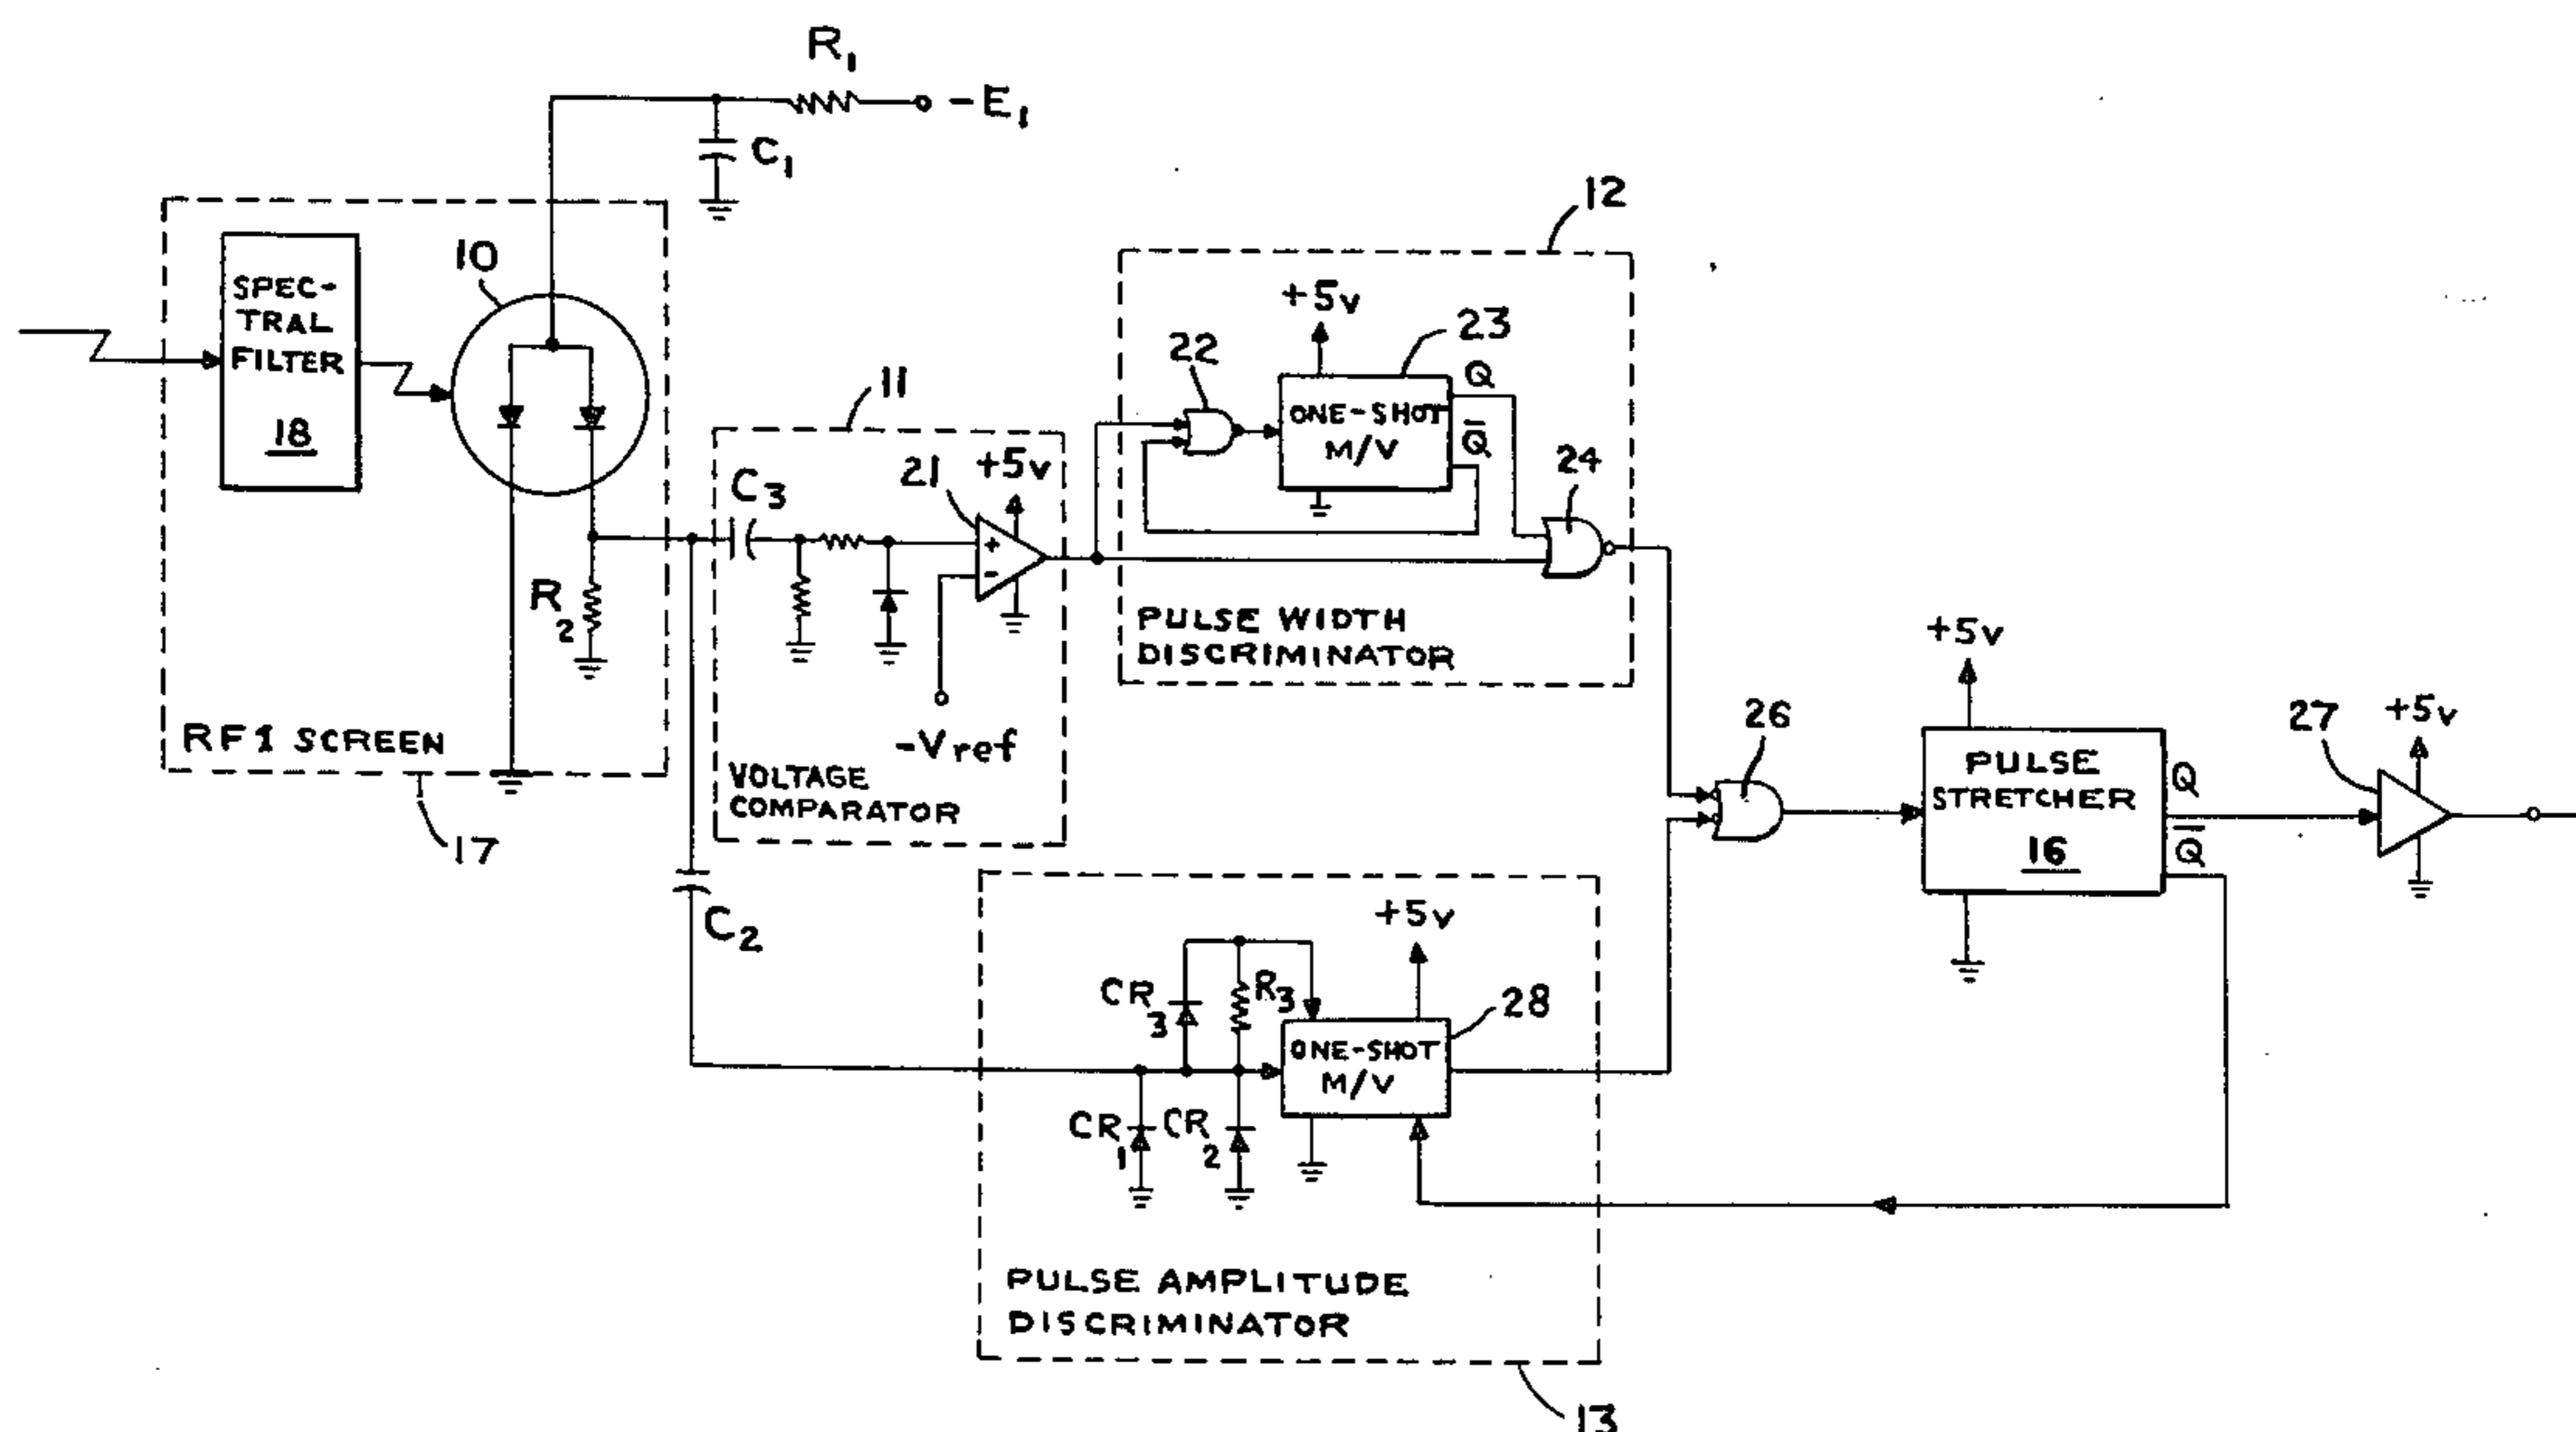 R1
-E1
C1
12
SPEC-
TRAL
FILTER
18
10
+5v
23
22
Q
ONE-SHOT
M/V
Q̅
11
24
21
+5v
C3
R2
PULSE WIDTH
DISCRIMINATOR
-Vref
RF1 SCREEN
VOLTAGE
COMPARATOR
17
+5v
26
PULSE
STRETCHER
16
Q
Q̅
27
+5v
C2
+5v
CR3
R3
28
ONE-SHOT
M/V
CR1
CR2
PULSE AMPLITUDE
DISCRIMINATOR
13